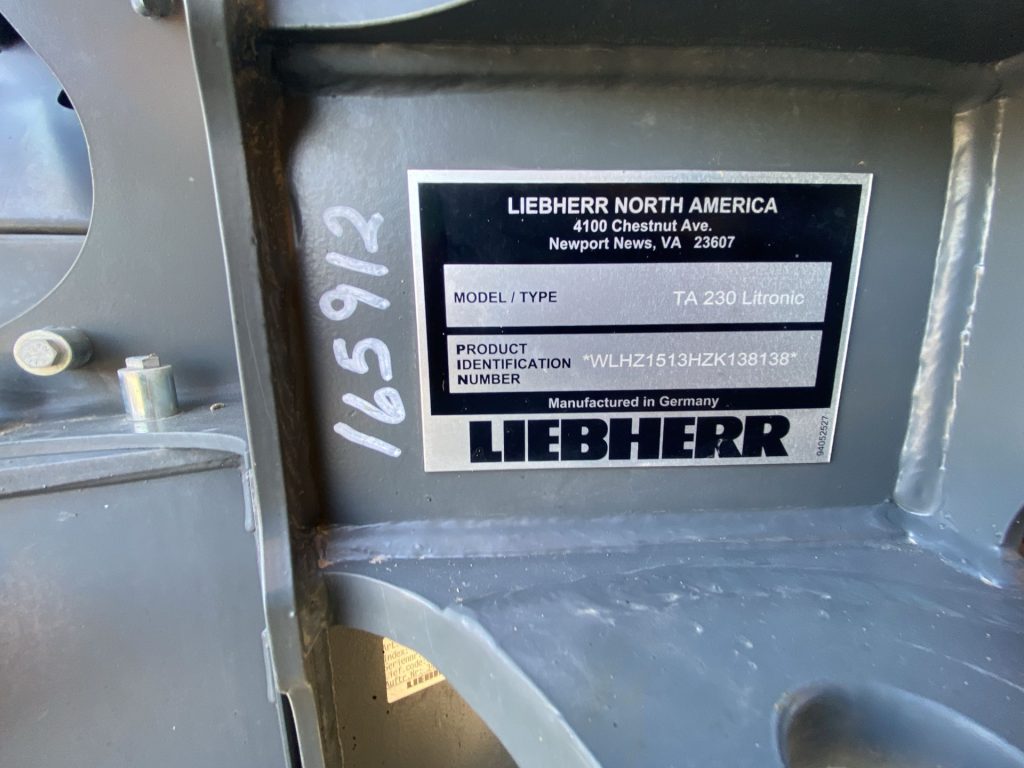 165912
LIEBHERR NORTH AMERICA
4100 Chestnut Ave.
Newport News, VA 23607
MODEL / TYPE TA 230 Litronic
PRODUCT
IDENTIFICATION *WLHZ1513HZK138138*
NUMBER
Manufactured in Germany
LIEBHERR
94052527